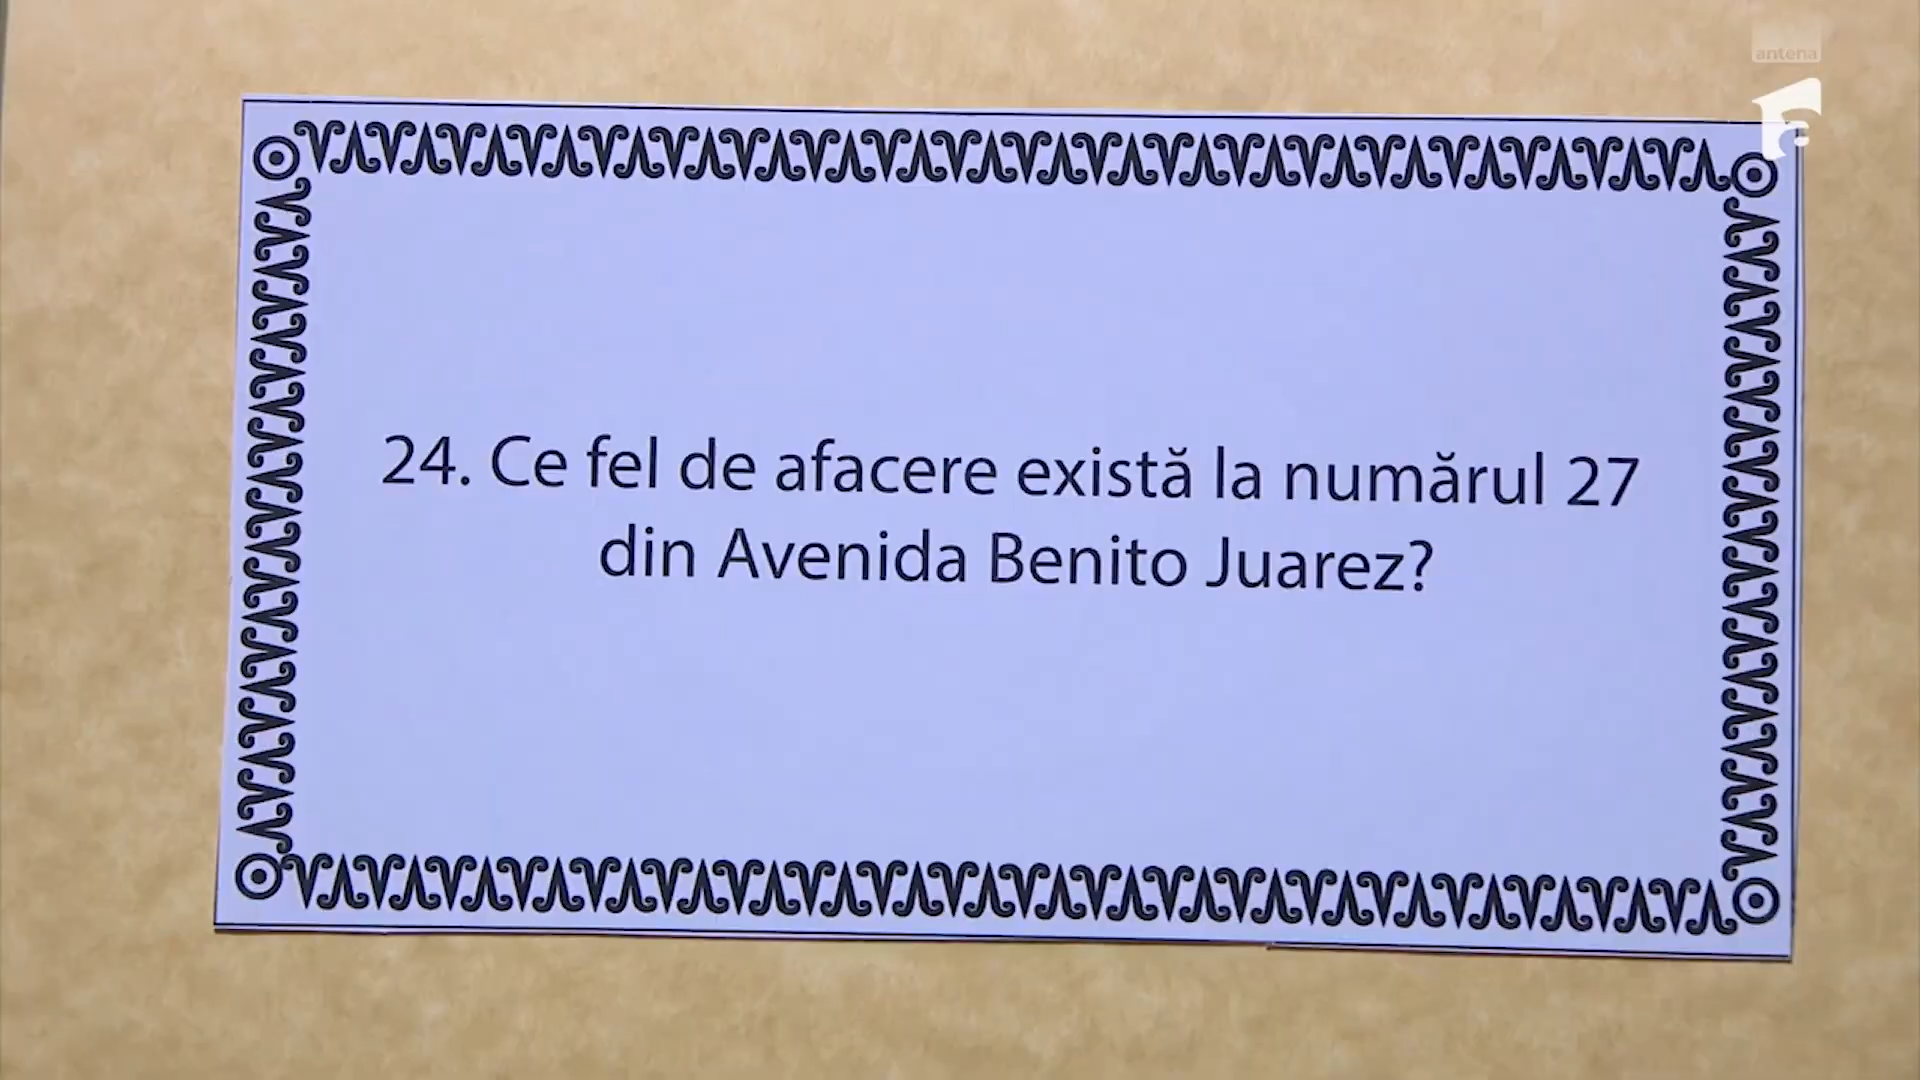 antena
24. Ce fel de afacere există la numărul 27
din Avenida Benito Juarez?